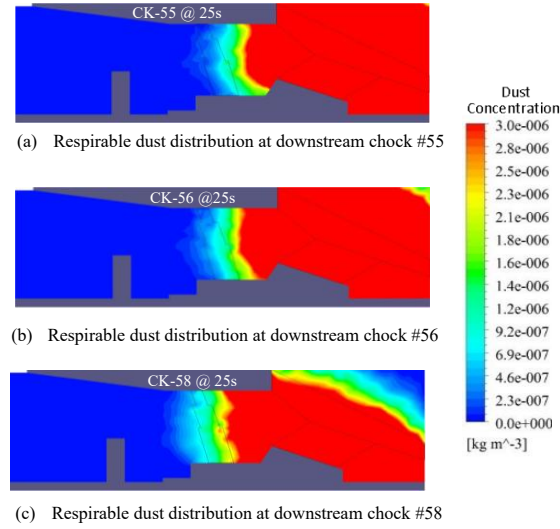 CK-55 @ 25s
(a) Respirable dust distribution at downstream chock #55
CK-56 @25s
(b) Respirable dust distribution at downstream chock #56
CK-58 @ 25s
(c) Respirable dust distribution at downstream chock #58
Dust
Concentration
3.0e-006
2.8e-006
2.5e-006
2.3e-006
2.1e-006
1.8e-006
1.6e-006
1.4e-006
1.2e-006
9.2e-007
6.9e-007
4.6e-007
2.3e-007
0.0e+000
[kg m^-3]